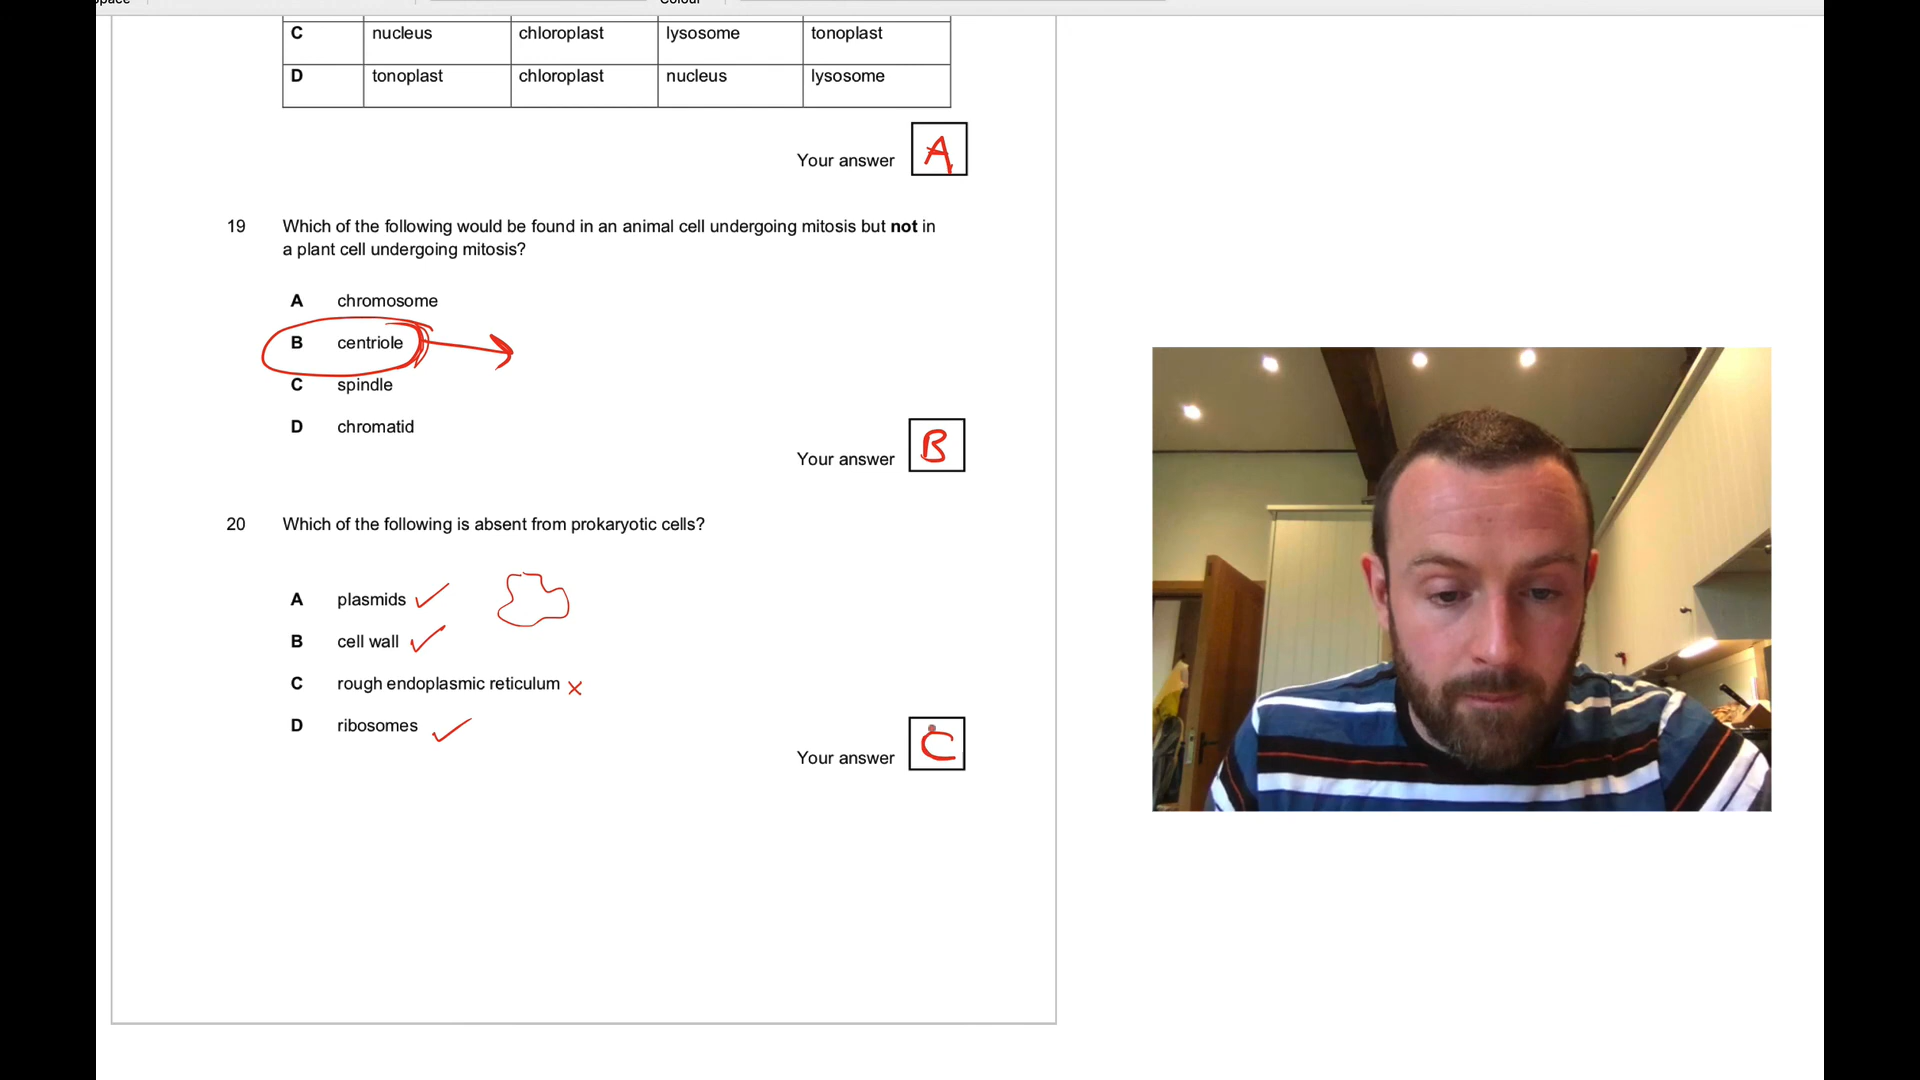 Colour
C nucleus chloroplast lysosome tonoplast
D tonoplast chloroplast nucleus lysosome
Your answer A
19 Which of the following would be found in an animal cell undergoing mitosis but not in
a plant cell undergoing mitosis?
A chromosome
B centriole
C spindle
D chromatid
Your answer B
20 Which of the following is absent from prokaryotic cells?
A plasmids
B cell wall
C rough endoplasmic reticulum
D ribosomes
Your answer C